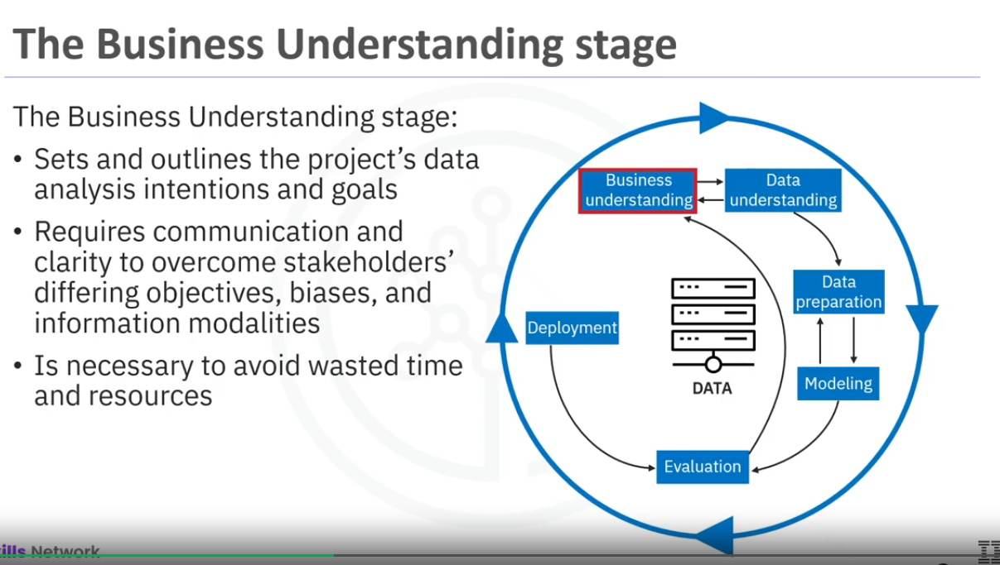 The Business Understanding stage
The Business Understanding stage:
• Sets and outlines the project’s data
analysis intentions and goals
• Requires communication and
clarity to overcome stakeholders’
differing objectives, biases, and
information modalities
• Is necessary to avoid wasted time
and resources
Business
understanding
Data
understanding
Data
preparation
Deployment
DATA
Modeling
Evaluation
Network